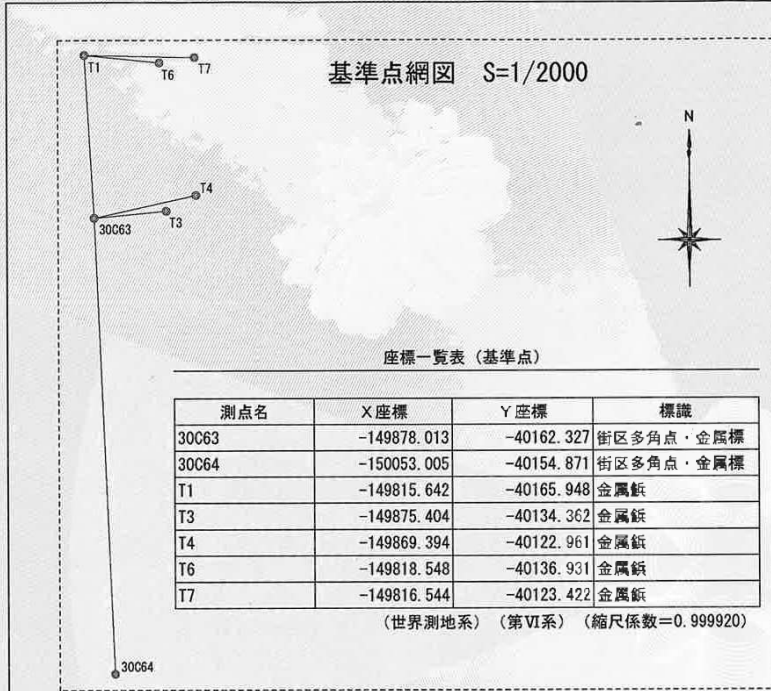 基準点網図 S=1/2000
T1
T6
T7
N
T4
T3
30C63
座標一覧表 (基準点)
測点名 X座標 Y座標 標識
30C63 -149878.013 -40162.327 街区多角点・金属標
30C64 -150053.005 -40154.871 街区多角点・金属標
T1 -149815.642 -40165.948 金属鋲
T3 -149875.404 -40134.362 金属鋲
T4 -149869.394 -40122.961 金属鋲
T6 -149818.548 -40136.931 金属鋲
T7 -149816.544 -40123.422 金属鋲
(世界測地系) (第Ⅵ系) (縮尺係数=0.999920)
30C64